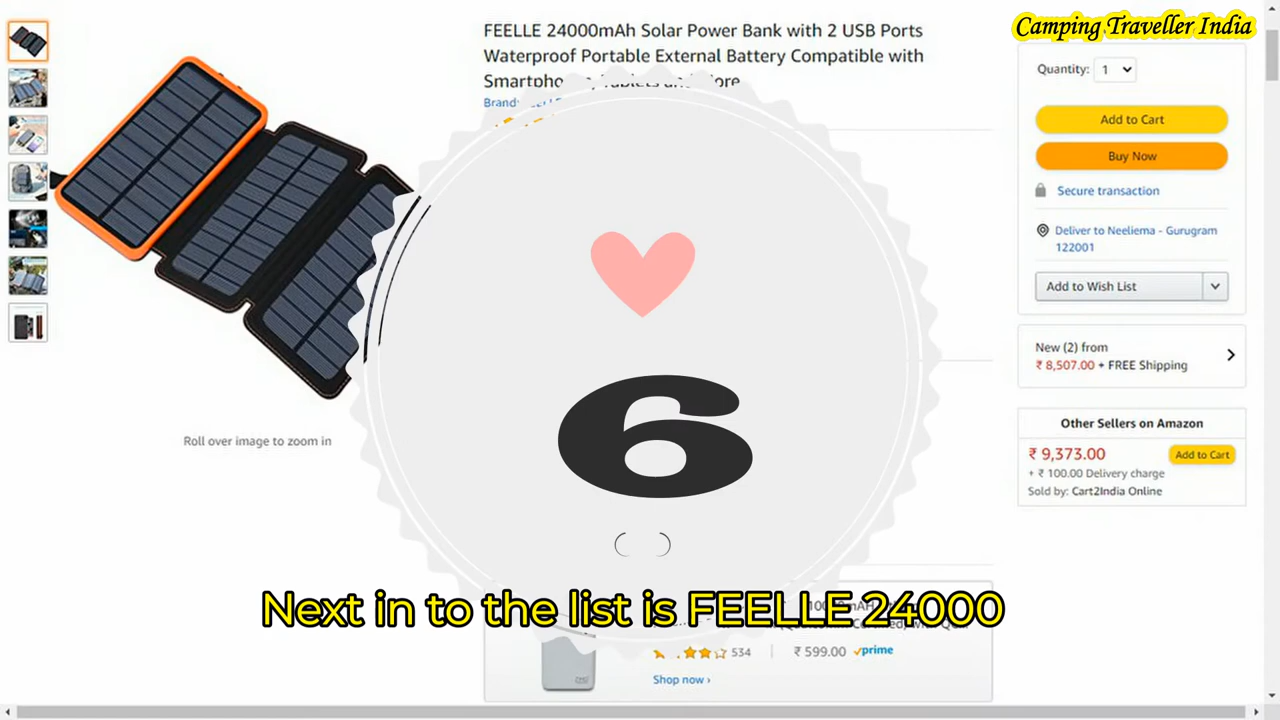 Camping Traveller India
FEELLE 24000mAh Solar Power Bank with 2 USB Ports
Waterproof Portable External Battery Compatible with
Brand:
Roll over image to zoom in
6
Quantity: 1
Add to Cart
Buy Now
Secure transaction
Deliver to Neeliema - Gurugram
122001
Add to Wish List
New (2) from
₹ 8,507.00 + FREE Shipping
Other Sellers on Amazon
₹ 9,373.00
Add to Cart
+ ₹ 100.00 Delivery charge
Sold by: Cart2India Online
Next in to the list is FEELLE 24000
534
₹ 599.00
prime
Shop now ›